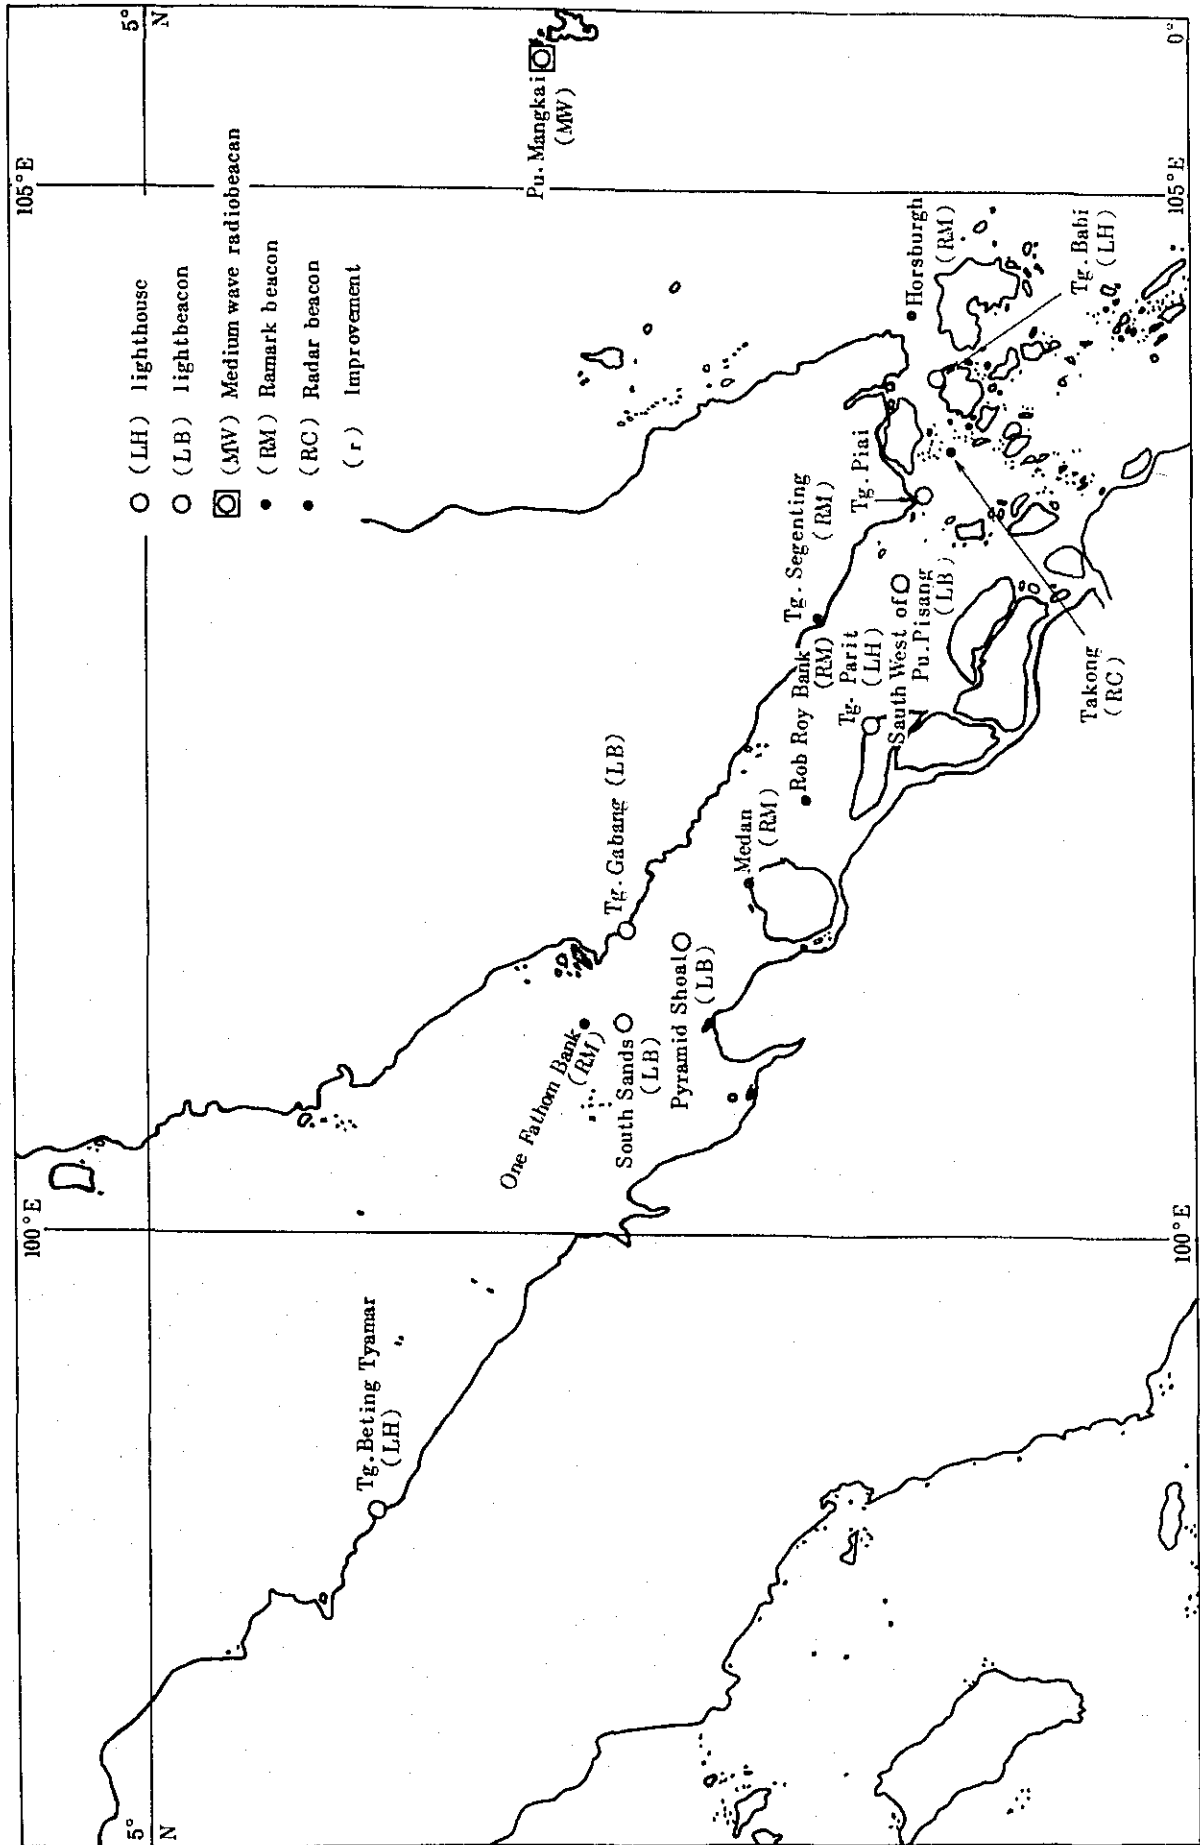 5°
N
105°E
(LH) lighthouse
(LB) lightbeacon
(MW) Medium wave radiobeacan
(RM) Ramark beacon
(RC) Radar beacon
(r) Improvement
Pu. Mangkai
(MW)
0°
105°E
Horsburgh
(RM)
Tg. Babi
(LH)
Tg. Piai
Tg. Segenting
(RM)
Rob Roy Bank
(RM)
Tg. Parit
(LH)
Sauth West of
Pu. Pisang
(LB)
Takong
(RC)
Tg. Gabang (LB)
Medan
(RM)
One Fathom Bank
(RM)
South Sands
(LB)
Pyramid Shoal
(LB)
100°E
100°E
Tg. Beting Tyamar
(LH)
5°
N